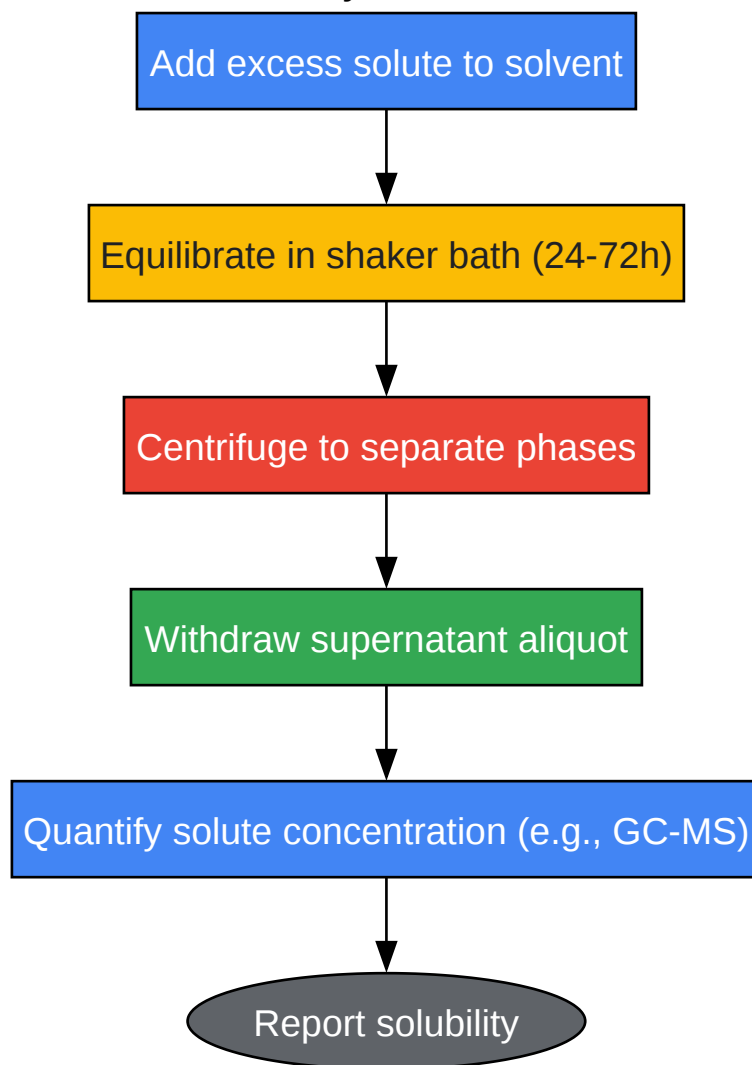 Add excess solute to solvent
Equilibrate in shaker bath (24-72h)
Centrifuge to separate phases
Withdraw supernatant aliquot
Quantify solute concentration (e.g., GC-MS)
Report solubility